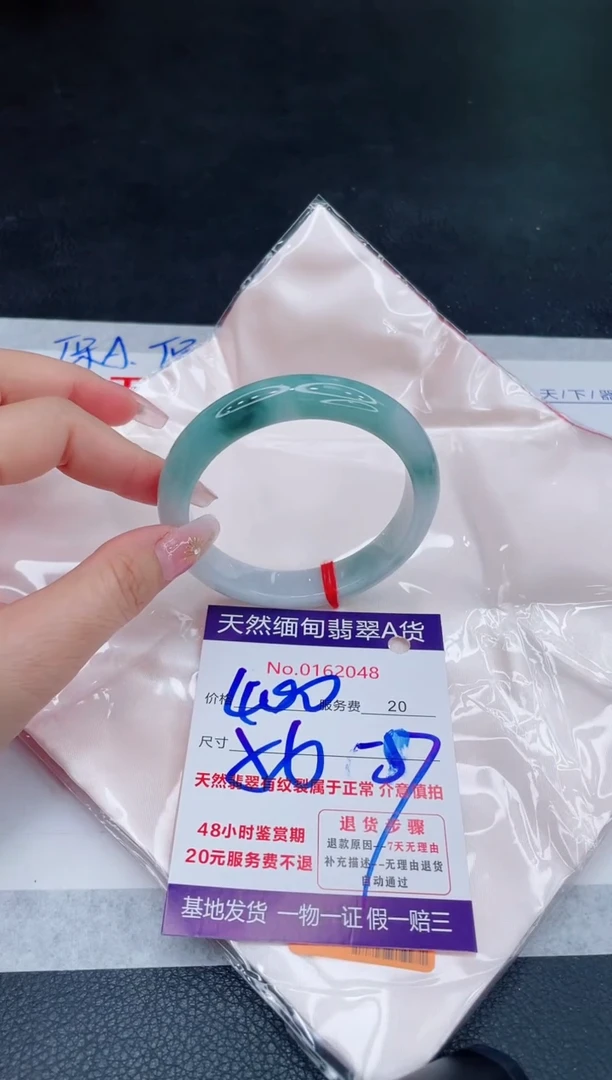 保A.
天然缅甸翡翠A货
No.0162048
价格 服务费 20
尺寸 56
天然翡翠有纹裂属于正常 介意慎拍
48小时鉴赏期
20元服务费不退
退货步骤
退款原因--7天无理由
补充描述--无理由退货
自动通过
基地发货 一物一证 假一赔三